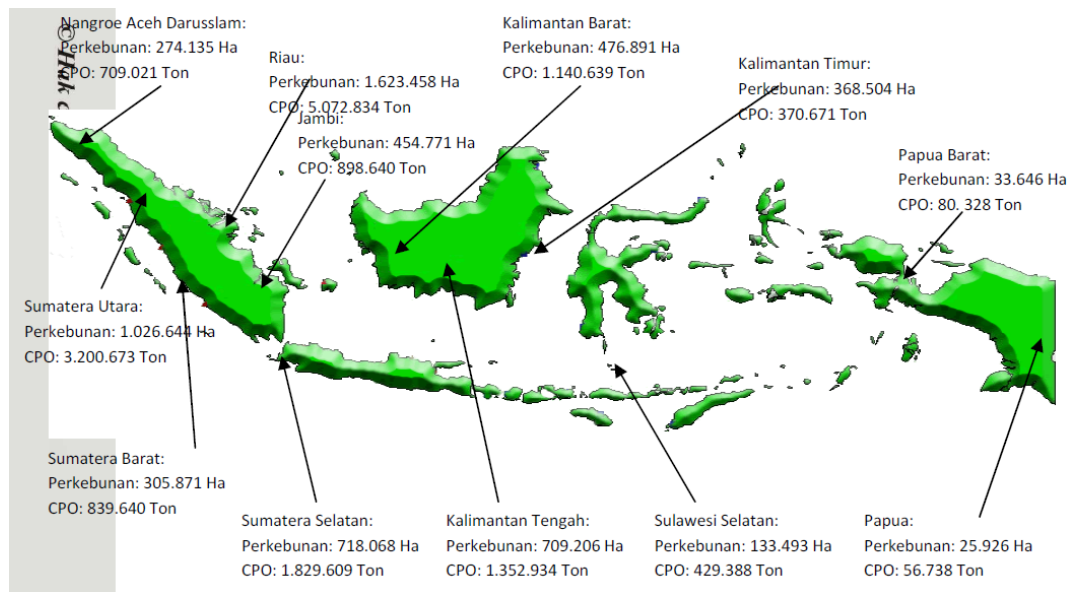 Nangroe Aceh Darusslam:
Perkebunan: 274.135 Ha
CPO: 709.021 Ton
© Hak c
Riau:
Perkebunan: 1.623.458 Ha
CPO: 5.072.834 Ton
Jambi:
Perkebunan: 454.771 Ha
CPO: 898.640 Ton
Kalimantan Barat:
Perkebunan: 476.891 Ha
CPO: 1.140.639 Ton
Kalimantan Timur:
Perkebunan: 368.504 Ha
CPO: 370.671 Ton
Papua Barat:
Perkebunan: 33.646 Ha
CPO: 80. 328 Ton
Sumatera Utara:
Perkebunan: 1.026.644 Ha
CPO: 3.200.673 Ton
Sumatera Barat:
Perkebunan: 305.871 Ha
CPO: 839.640 Ton
Sumatera Selatan:
Perkebunan: 718.068 Ha
CPO: 1.829.609 Ton
Kalimantan Tengah:
Perkebunan: 709.206 Ha
CPO: 1.352.934 Ton
Sulawesi Selatan:
Perkebunan: 133.493 Ha
CPO: 429.388 Ton
Papua:
Perkebunan: 25.926 Ha
CPO: 56.738 Ton